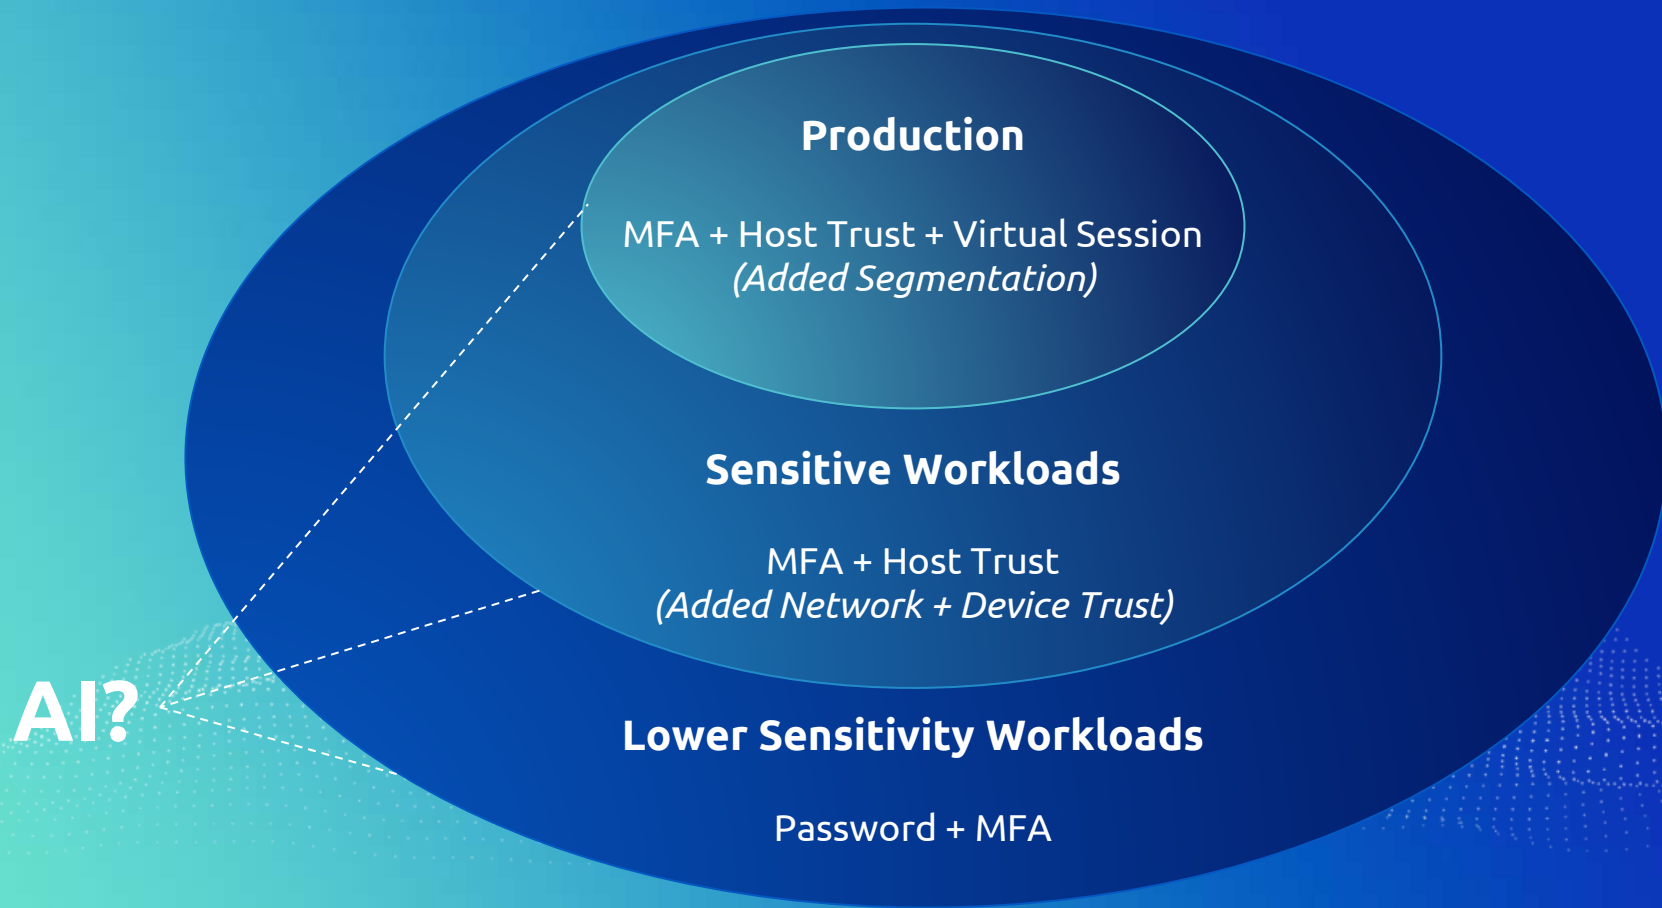 Production
MFA + Host Trust + Virtual Session
(Added Segmentation)
Sensitive Workloads
MFA + Host Trust
(Added Network + Device Trust)
AI?
Lower Sensitivity Workloads
Password + MFA